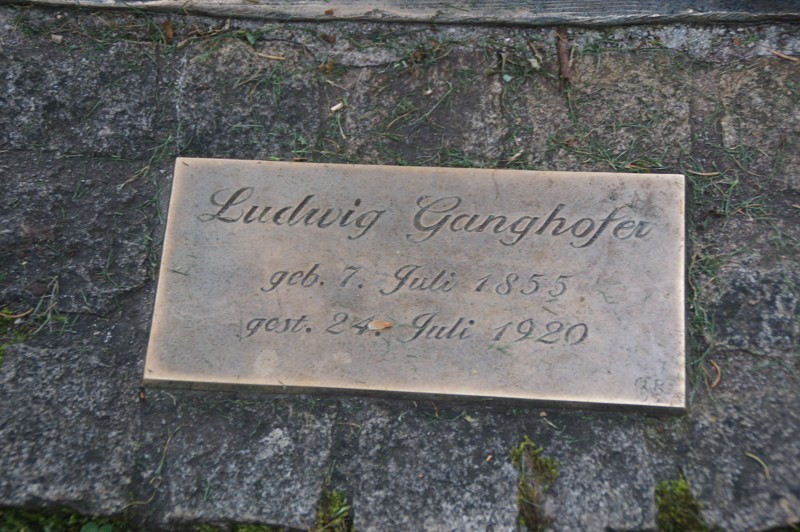 Ludwig Ganghofer
geb. 7. Juli 1855
gest. 24. Juli 1920